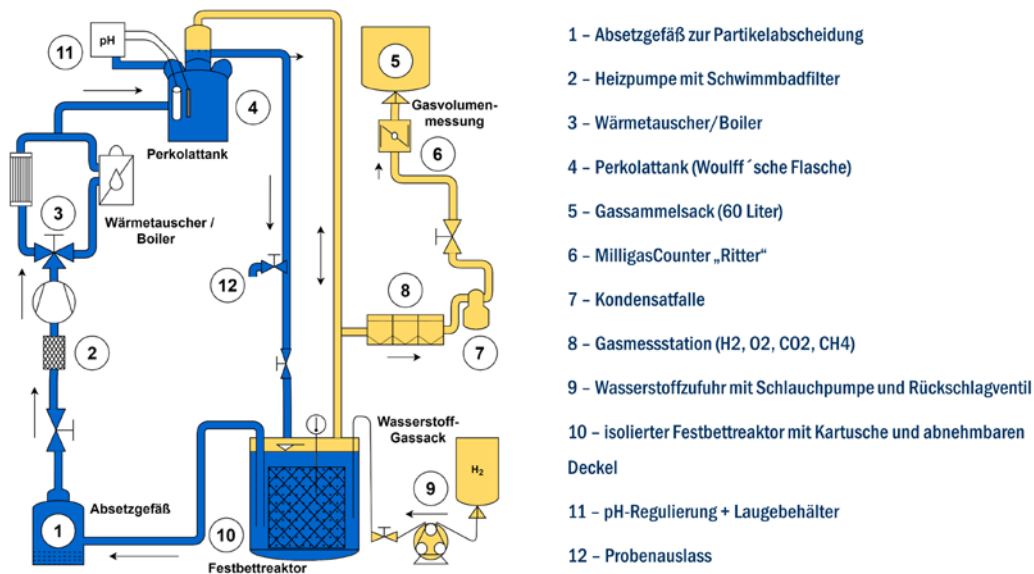 11
pH
4
Perkolattank
3
Wärmetauscher /
Boiler
2
12
5
Gasvolumen-
messung
6
8
7
Wasserstoff-
Gassack
H₂
9
Absetzgefäß
1
10
Festbettreaktor
1 – Absetzgefäß zur Partikelabscheidung
2 – Heizpumpe mit Schwimmbadfilter
3 – Wärmetauscher/Boiler
4 – Perkolattank (Woulff ´sche Flasche)
5 – Gassammelsack (60 Liter)
6 – MilligasCounter „Ritter“
7 – Kondensatfalle
8 – Gasmessstation (H2, O2, CO2, CH4)
9 – Wasserstoffzufuhr mit Schlauchpumpe und Rückschlagventil
10 – isolierter Festbettreaktor mit Kartusche und abnehmbaren
Deckel
11 – pH-Regulierung + Laugebehälter
12 – Probenauslass